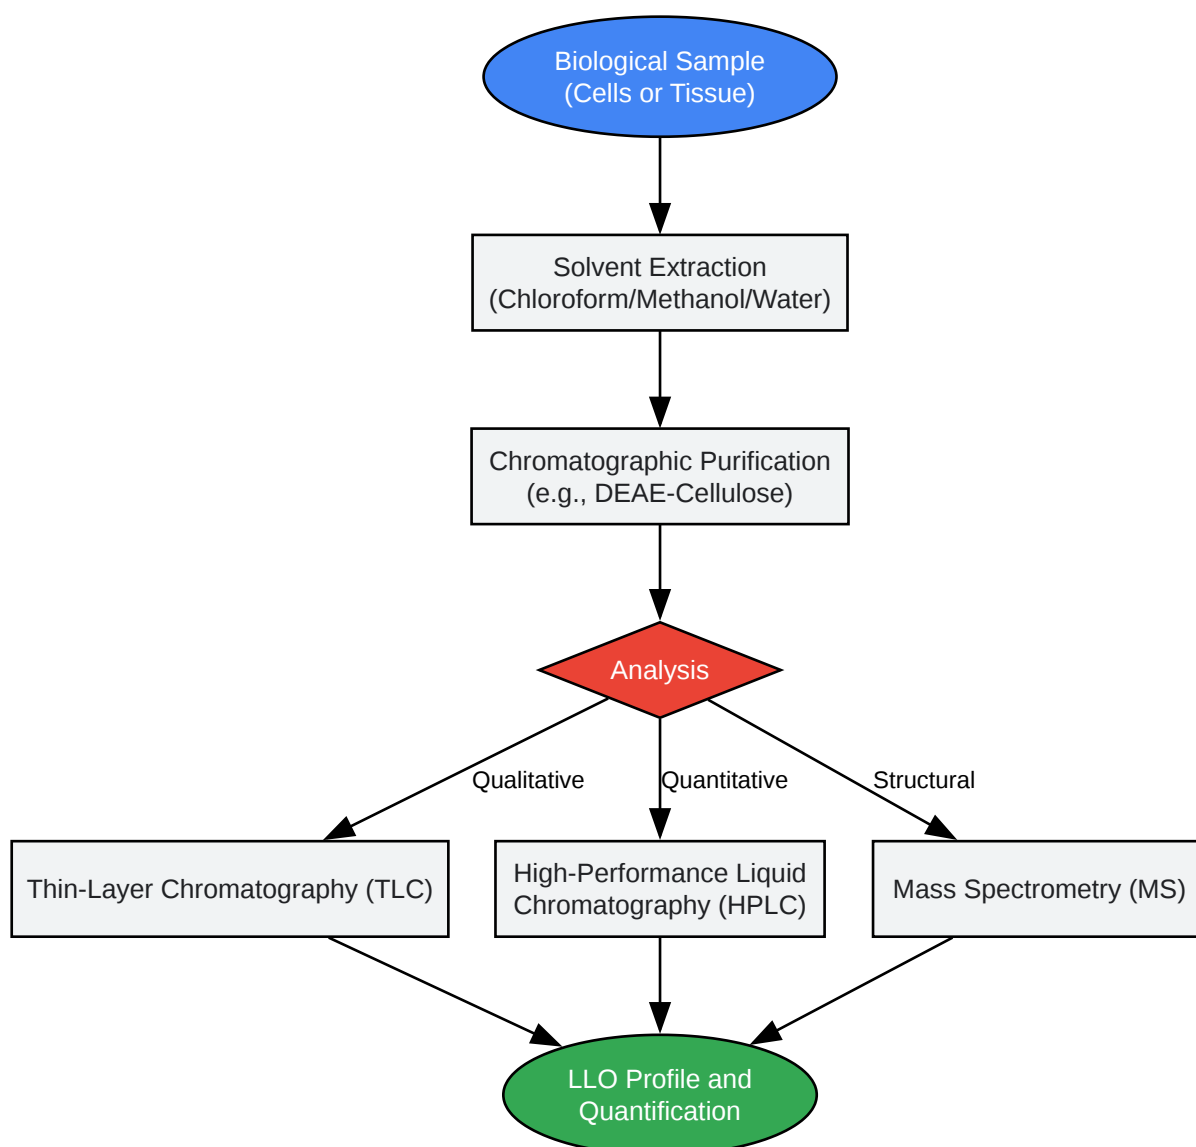 Biological Sample
(Cells or Tissue)
Solvent Extraction
(Chloroform/Methanol/Water)
Chromatographic Purification
(e.g., DEAE-Cellulose)
Analysis
Qualitative
Quantitative
Structural
Thin-Layer Chromatography (TLC)
High-Performance Liquid
Chromatography (HPLC)
Mass Spectrometry (MS)
LLO Profile and
Quantification